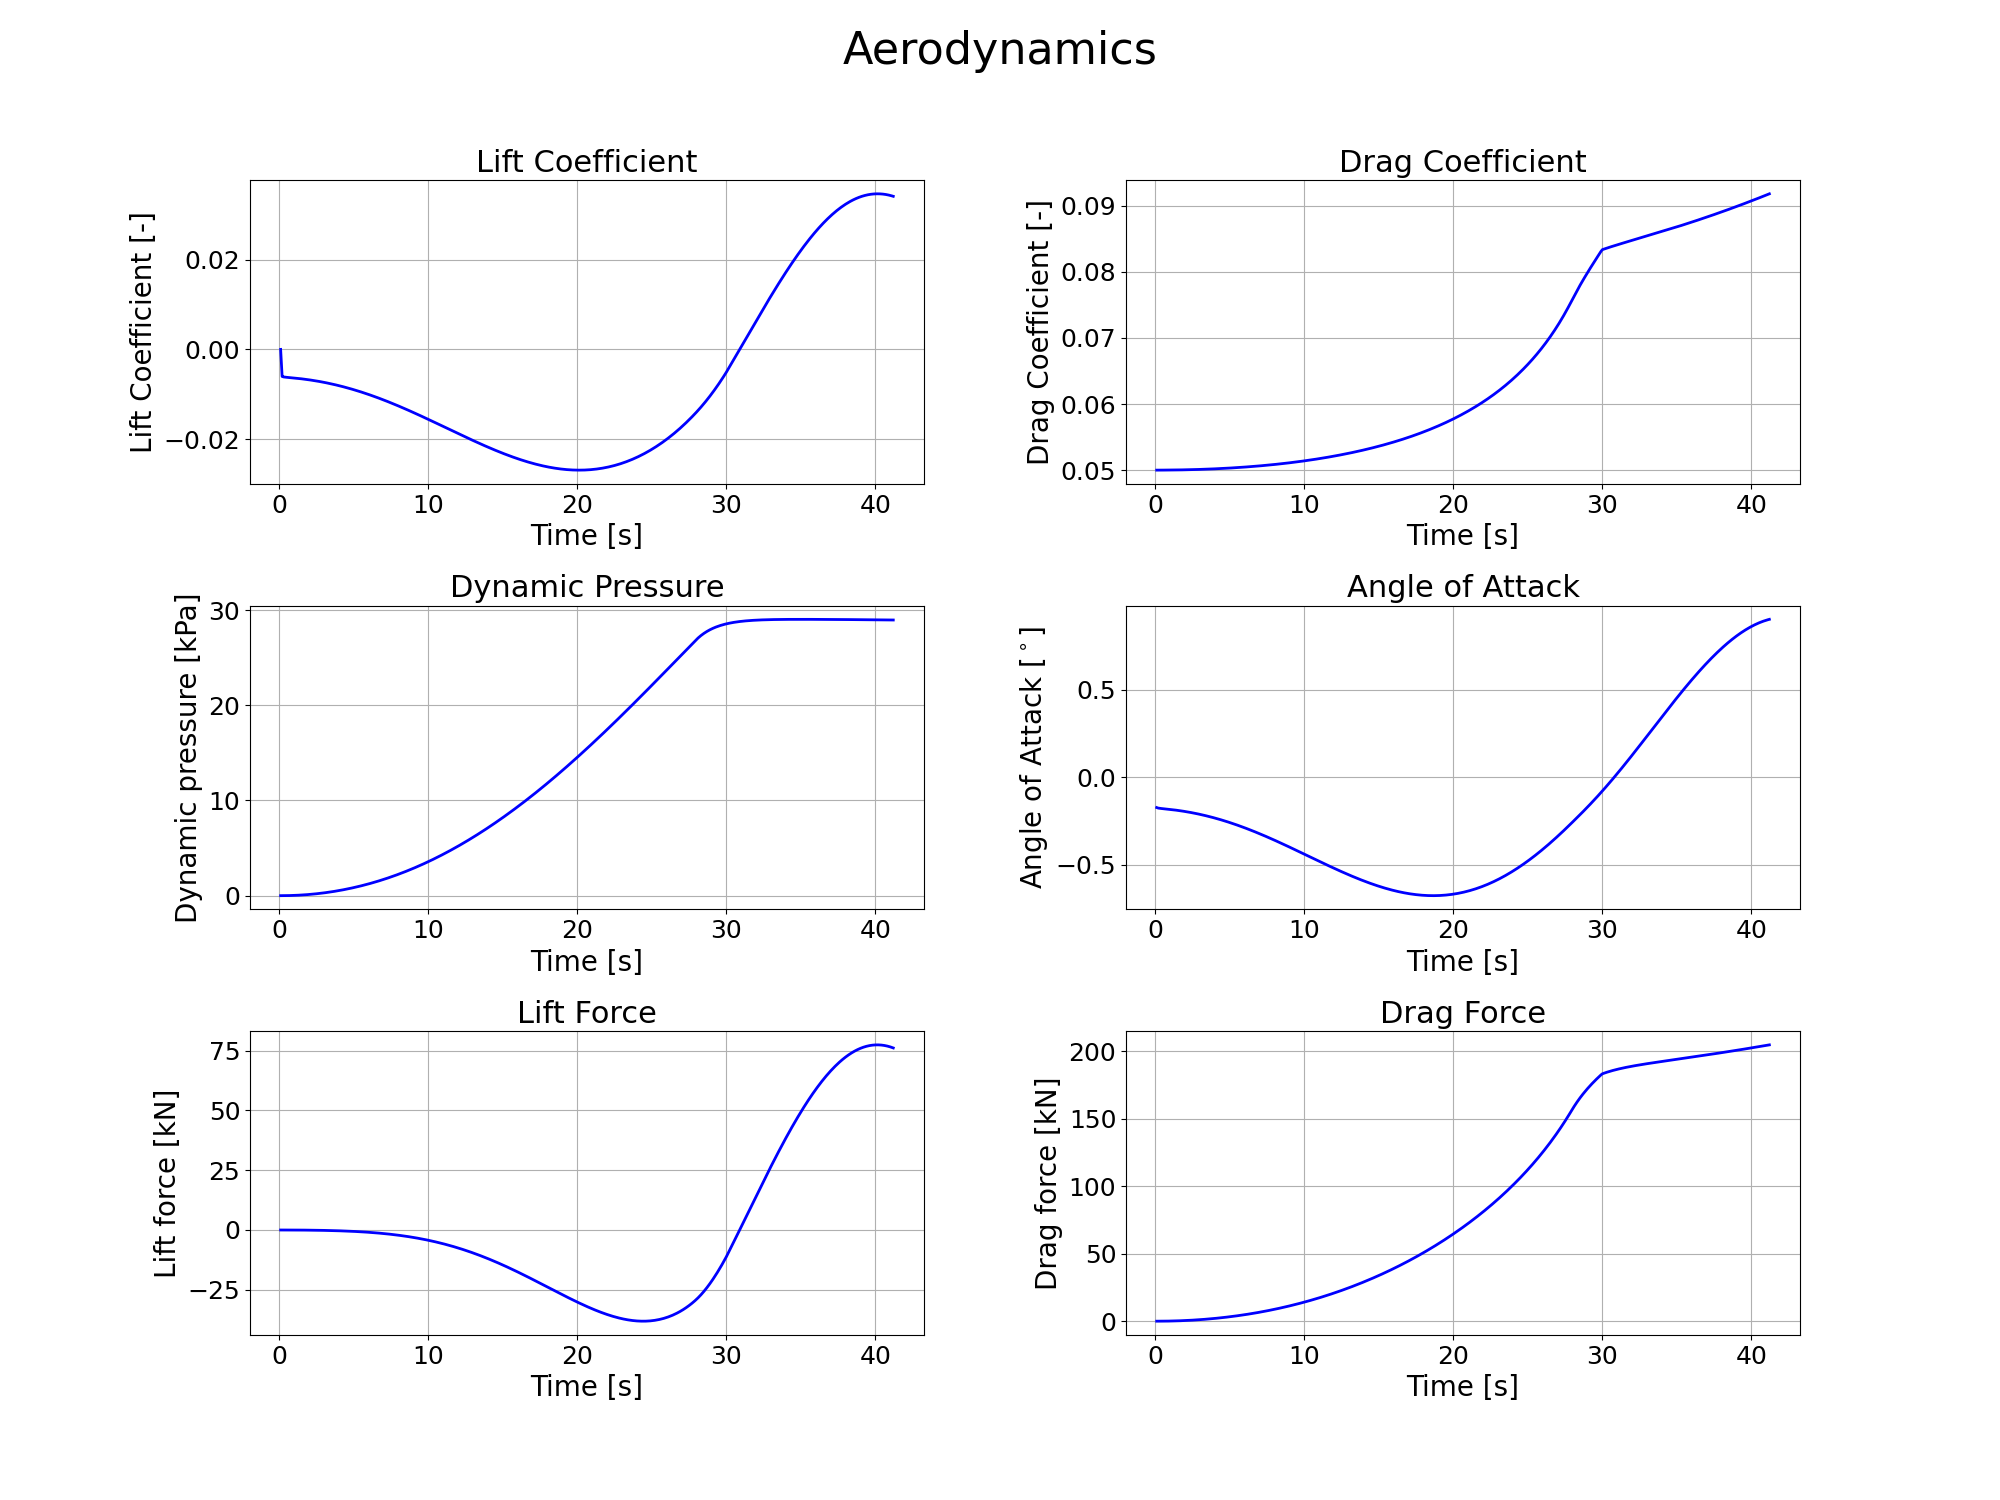 Aerodynamics
Lift Coefficient
Lift Coefficient [-]
0.02
0.00
−0.02
0 10 20 30 40
Time [s]
Drag Coefficient
Drag Coefficient [-]
0.09
0.08
0.07
0.06
0.05
0 10 20 30 40
Time [s]
Dynamic Pressure
Dynamic pressure [kPa]
30
20
10
0
0 10 20 30 40
Time [s]
Angle of Attack
Angle of Attack [°]
0.5
0.0
−0.5
0 10 20 30 40
Time [s]
Lift Force
Lift force [kN]
75
50
25
0
−25
0 10 20 30 40
Time [s]
Drag Force
Drag force [kN]
200
150
100
50
0
0 10 20 30 40
Time [s]